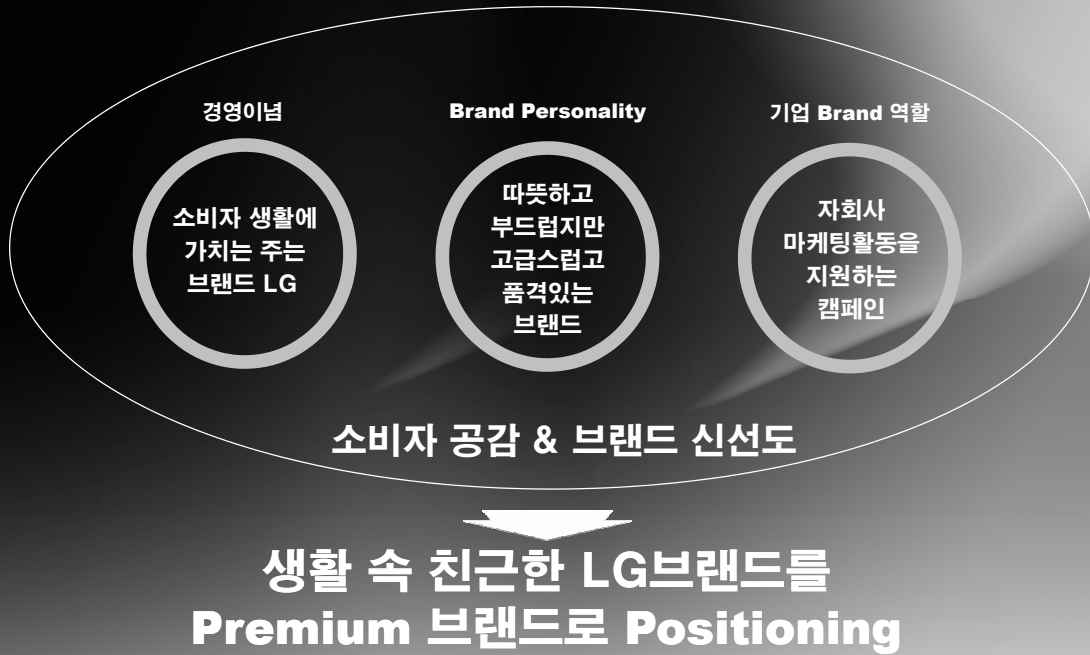 경영이념
소비자 생활에
가치는 주는
브랜드 LG
Brand Personality
따뜻하고
부드럽지만
고급스럽고
품격있는
브랜드
기업 Brand 역할
자회사
마케팅활동을
지원하는
캠페인
소비자 공감 & 브랜드 신선도
생활 속 친근한 LG브랜드를
Premium 브랜드로 Positioning